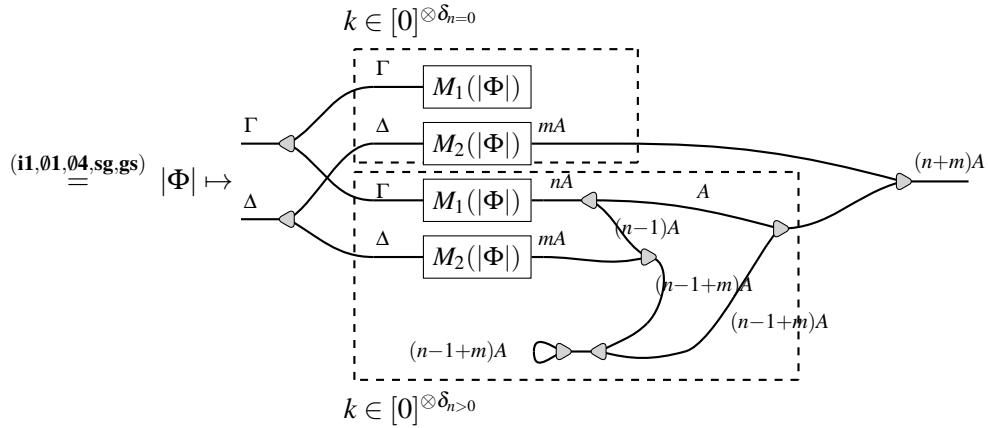 k ∈ [0]^{⊗δ_{n=0}}
Γ
M_1(|Φ|)
Γ
Δ
M_2(|Φ|)
mA
(n+m)A
(i1,∅1,∅4,sg,gs)
=
|Φ| ↦
Γ
M_1(|Φ|)
nA
A
Δ
(n−1)A
Δ
M_2(|Φ|)
mA
(n−1+m)A
(n−1+m)A
(n−1+m)A
k ∈ [0]^{⊗δ_{n>0}}